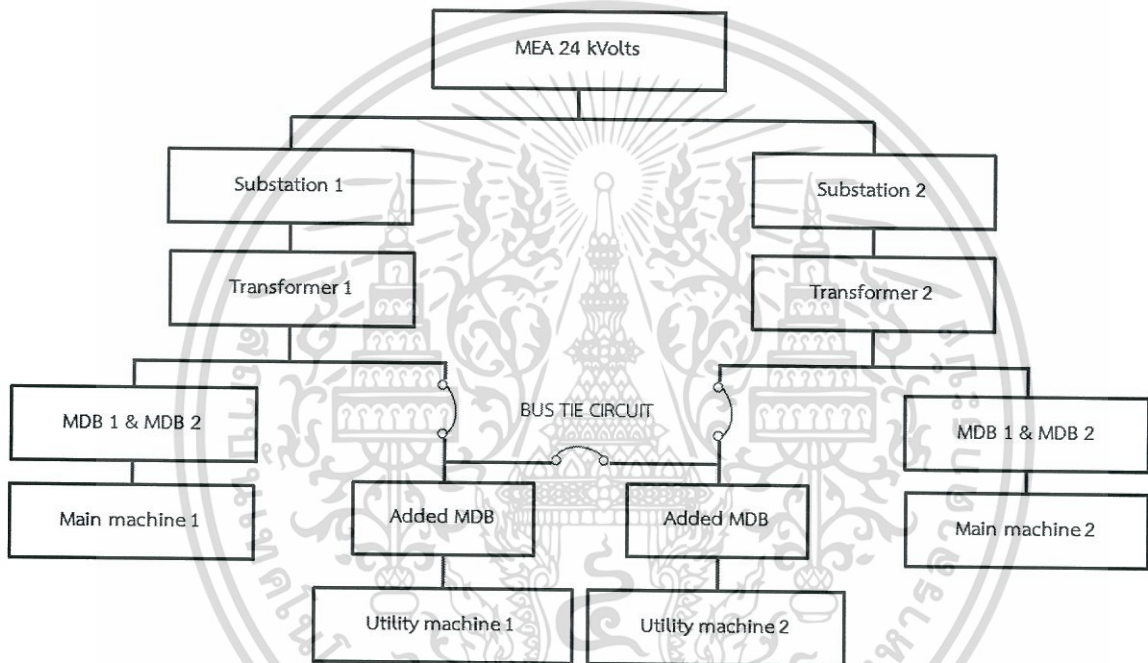 MEA 24 kVolts
Substation 1
Substation 2
Transformer 1
Transformer 2
MDB 1 & MDB 2
BUS TIE CIRCUIT
MDB 1 & MDB 2
Main machine 1
Added MDB
Added MDB
Main machine 2
Utility machine 1
Utility machine 2